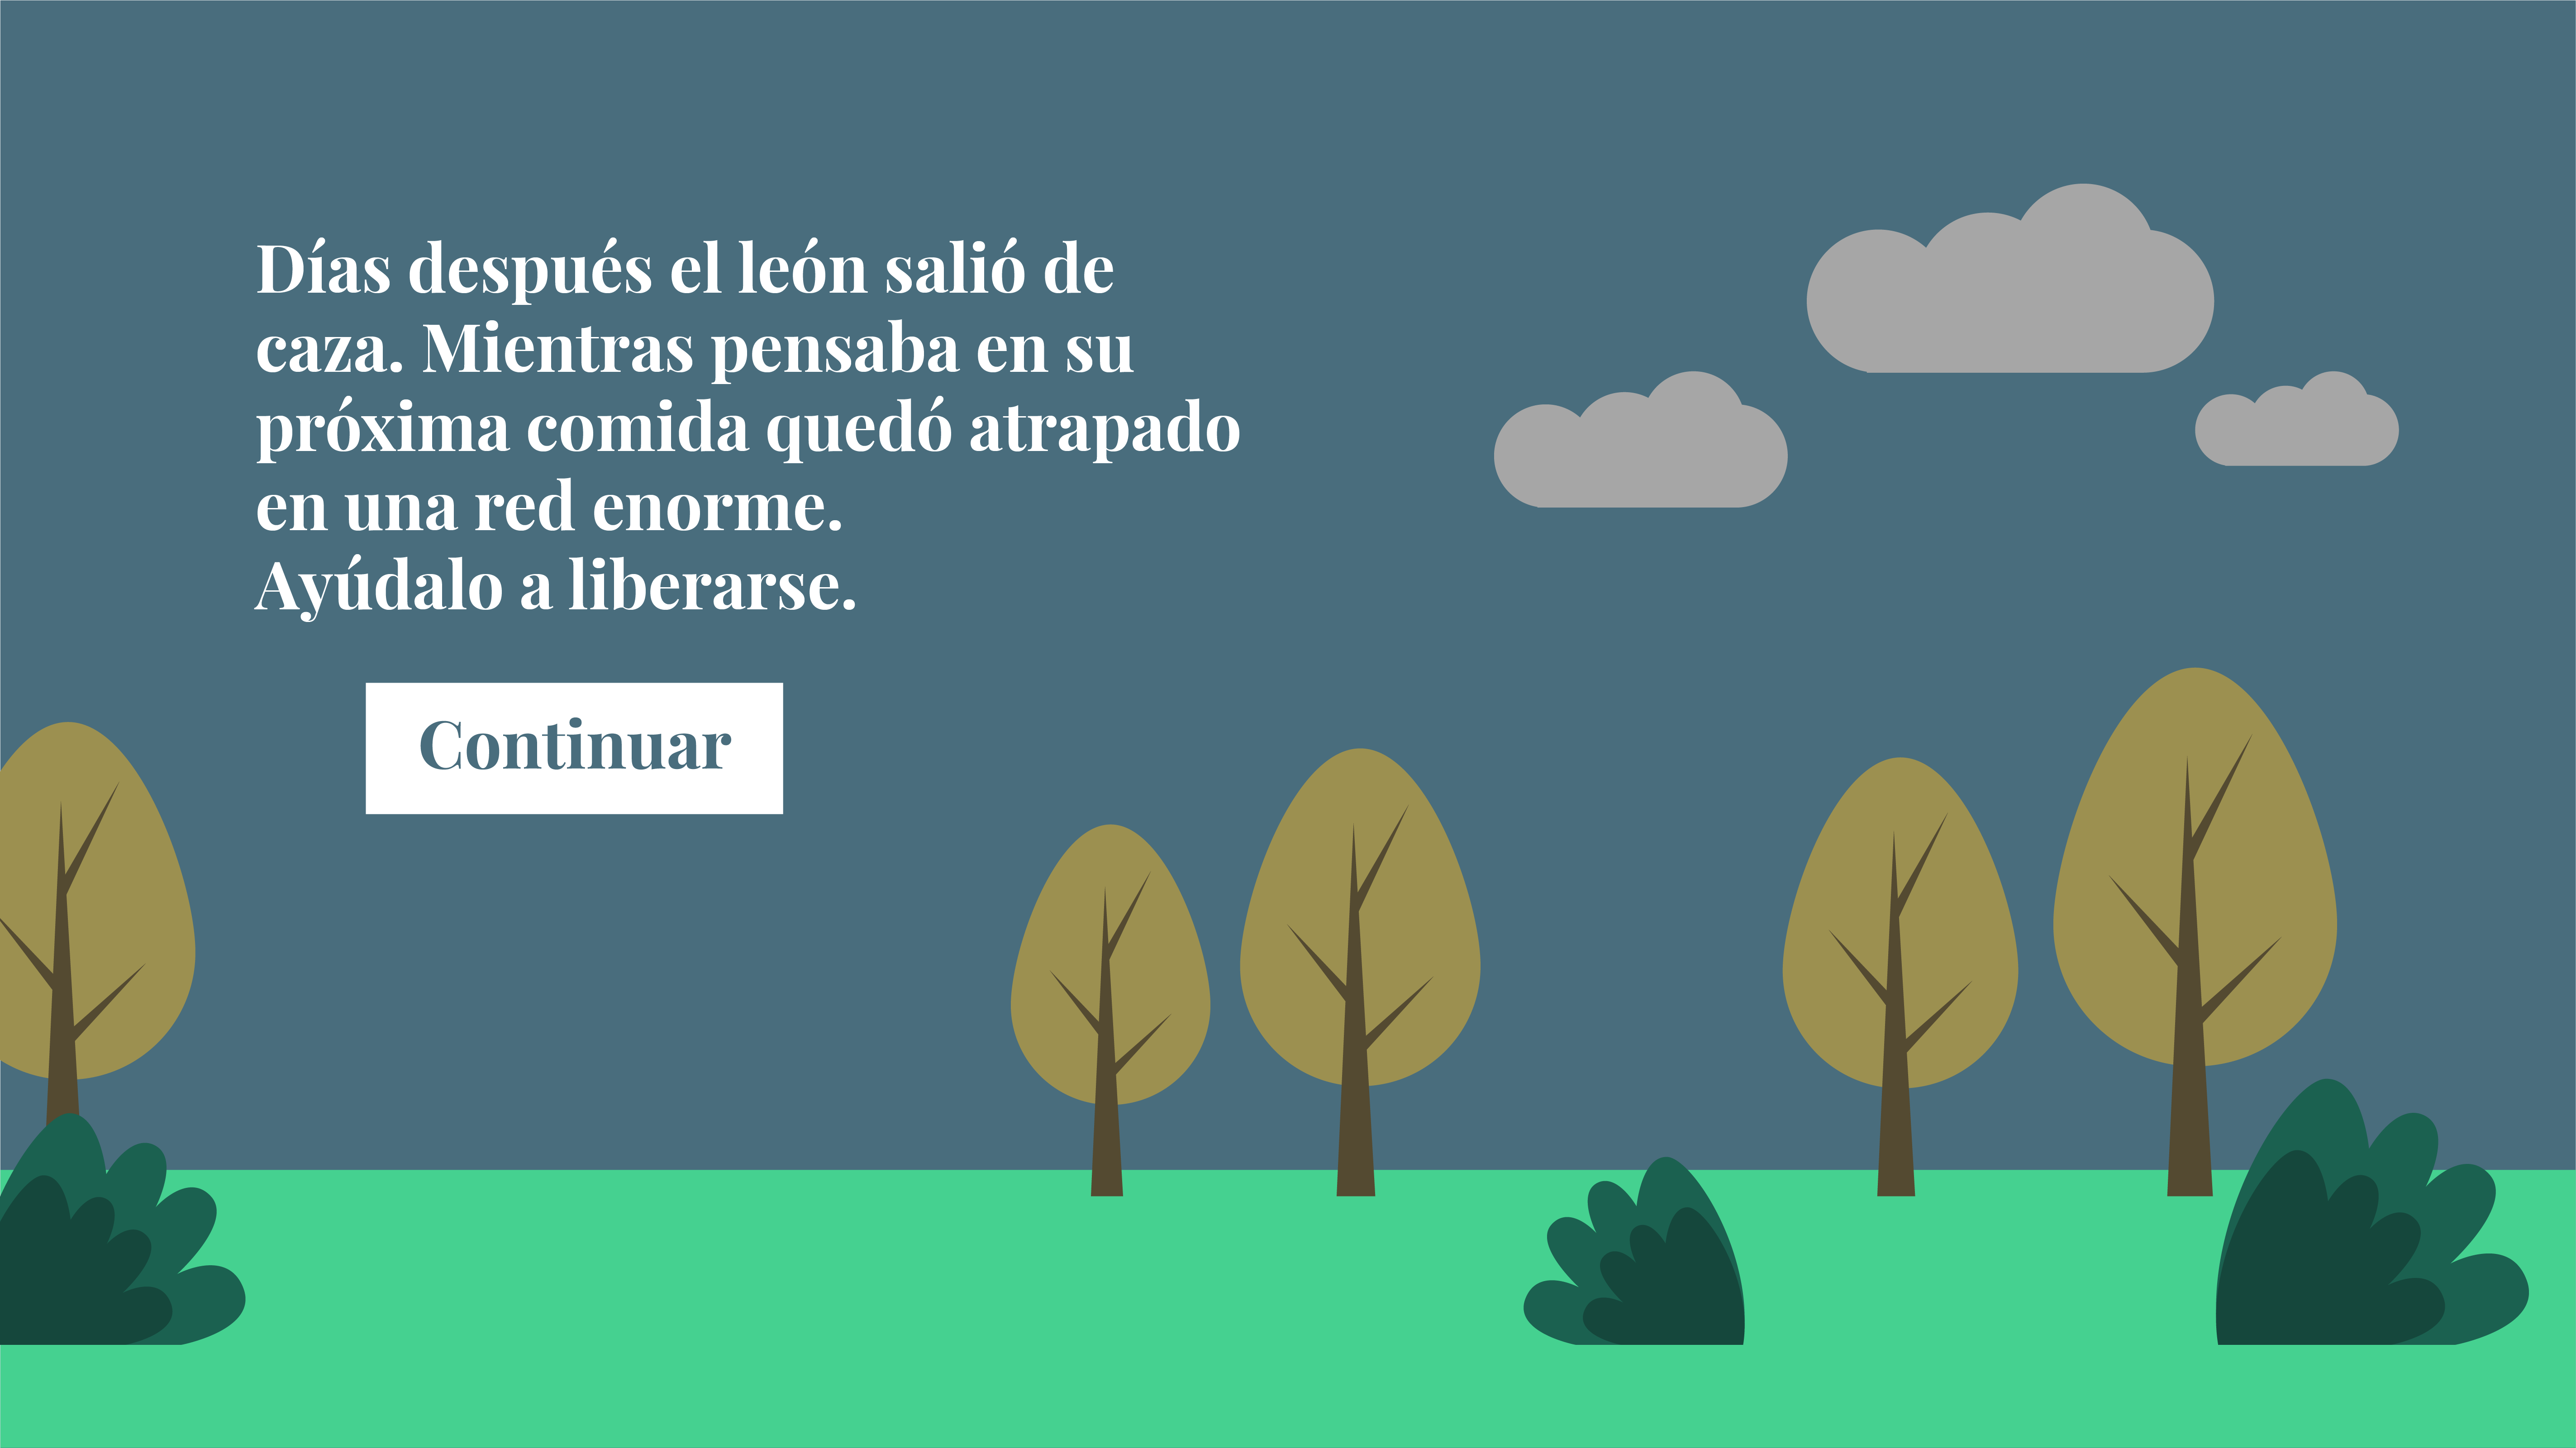 Días después el león salió de
caza. Mientras pensaba en su
próxima comida quedó atrapado
en una red enorme.
Ayúdalo a liberarse.
Continuar